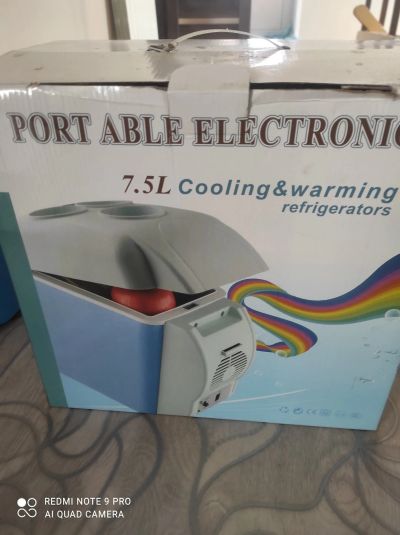 PORT ABLE ELECTRONIC
7.5L Cooling&warming
refrigerators
REDMI NOTE 9 PRO
AI QUAD CAMERA